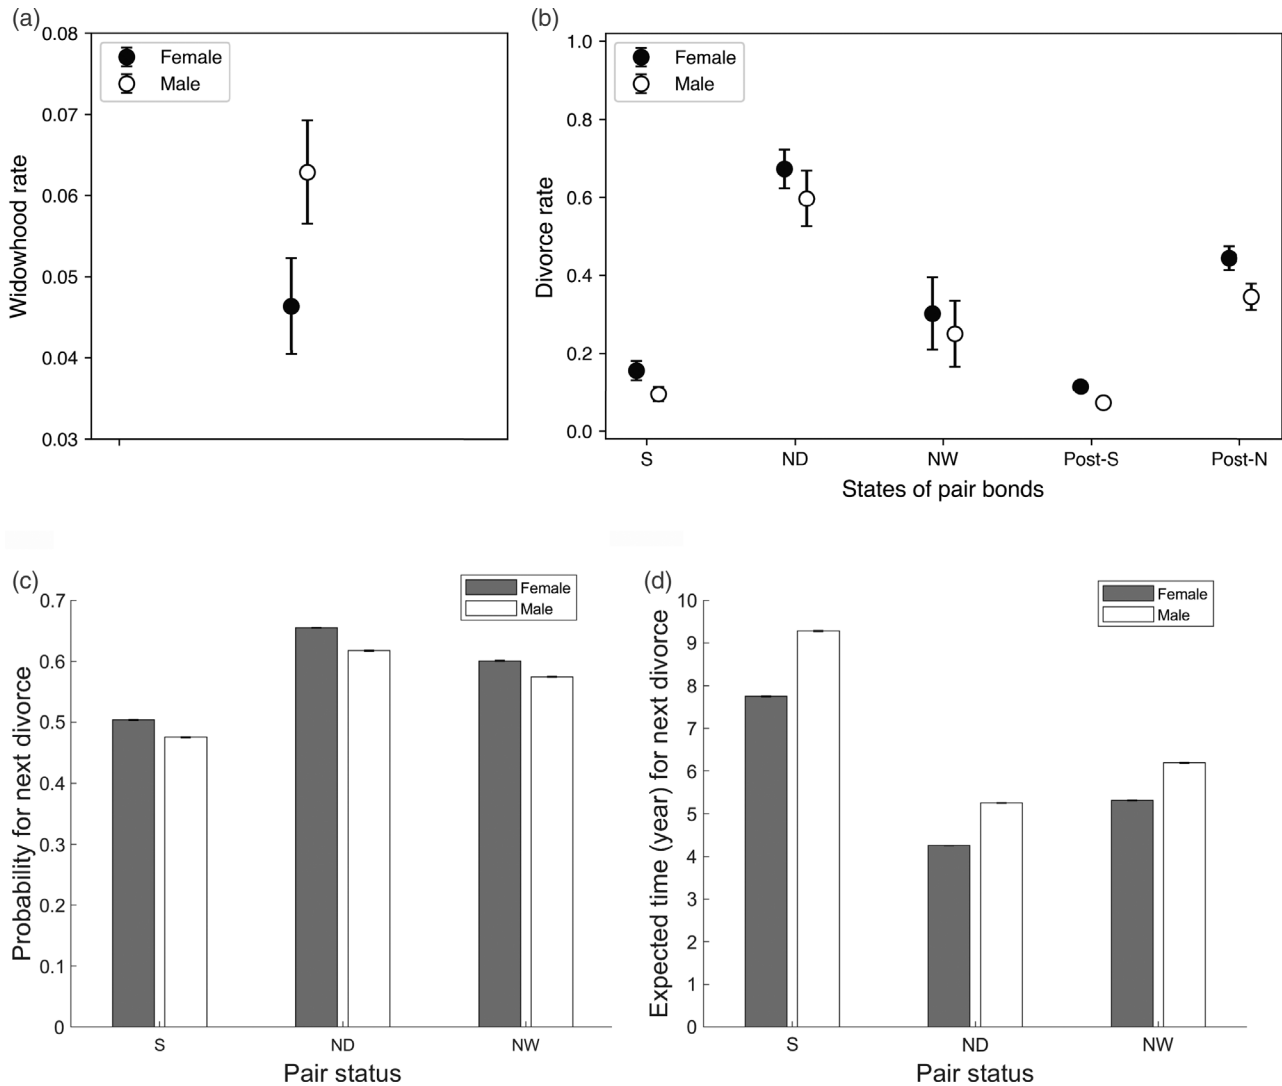 (a)
0.08
0.07
0.06
0.05
0.04
0.03
Widowhood rate
Female
Male
(b)
1.0
0.8
0.6
0.4
0.2
0.0
Divorce rate
Female
Male
S ND NW Post-S Post-N
States of pair bonds
(c)
0.7
0.6
0.5
0.4
0.3
0.2
0.1
0
Probability for next divorce
Female
Male
S ND NW
Pair status
(d)
10
9
8
7
6
5
4
3
2
1
0
Expected time (year) for next divorce
Female
Male
S ND NW
Pair status